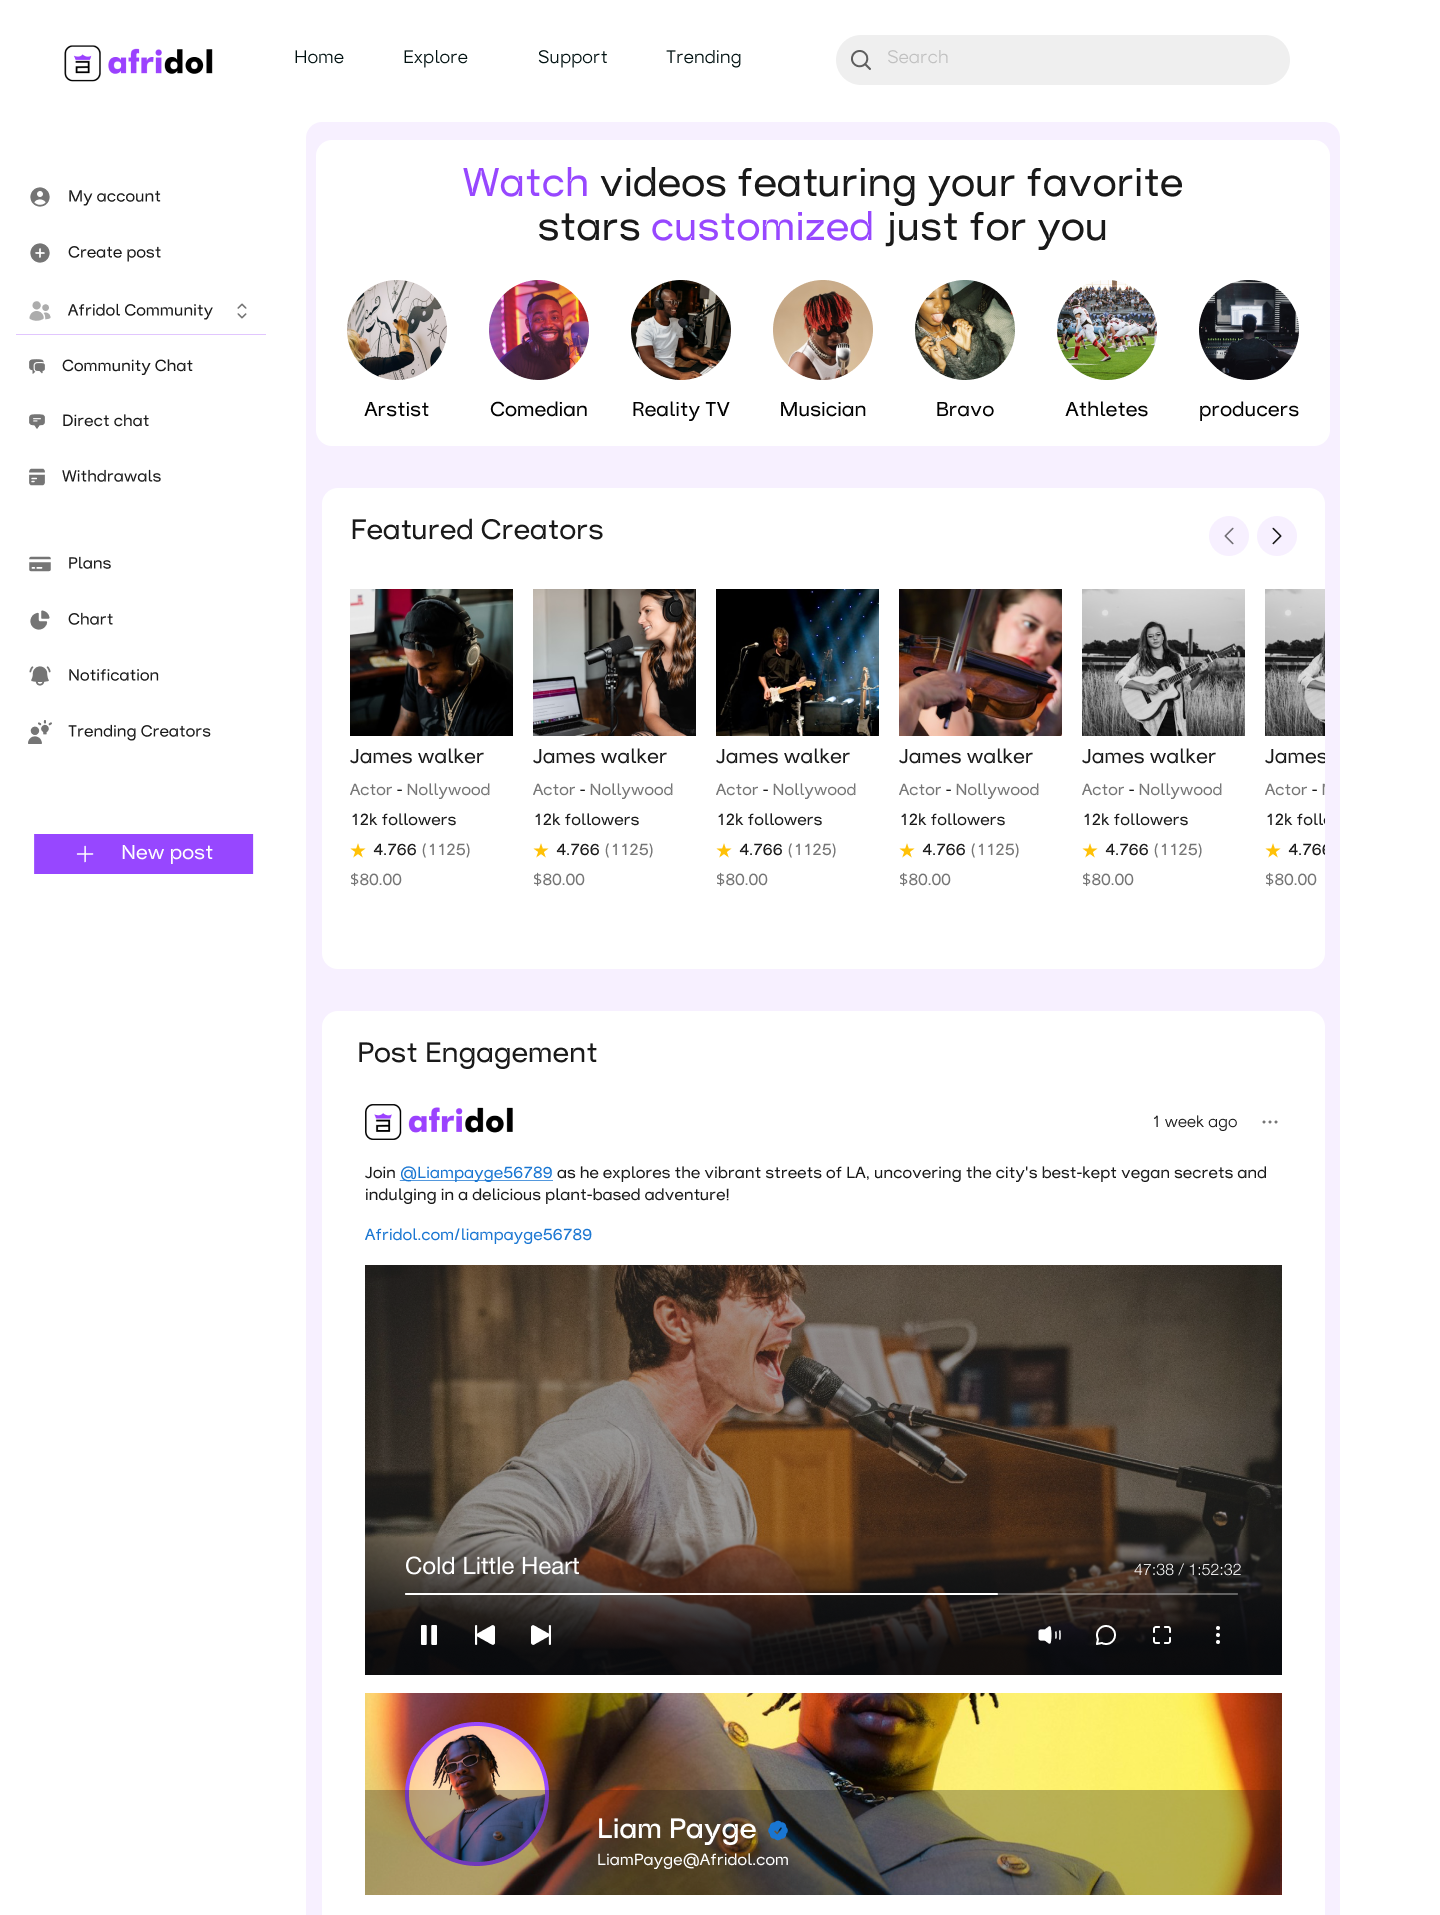 afridol
Home Explore Support Trending
Search
My account
Create post
Afridol Community
Community Chat
Direct chat
Withdrawals
Plans
Chart
Notification
Trending Creators
New post
Watch videos featuring your favorite
stars customized just for you
Arstist Comedian Reality TV Musician Bravo Athletes producers
Featured Creators
James walker James walker James walker James walker James walker James
Actor - Nollywood Actor - Nollywood Actor - Nollywood Actor - Nollywood Actor - Nollywood Actor -
12k followers 12k followers 12k followers 12k followers 12k followers 12k foll
4.766 (1125) 4.766 (1125) 4.766 (1125) 4.766 (1125) 4.766 (1125) 4.766
$80.00 $80.00 $80.00 $80.00 $80.00 $80.00
Post Engagement
afridol
1 week ago
Join @Liampayge56789 as he explores the vibrant streets of LA, uncovering the city's best-kept vegan secrets and
indulging in a delicious plant-based adventure!
Afridol.com/liampayge56789
Cold Little Heart
47:38 / 1:52:32
Liam Payge
LiamPayge@Afridol.com